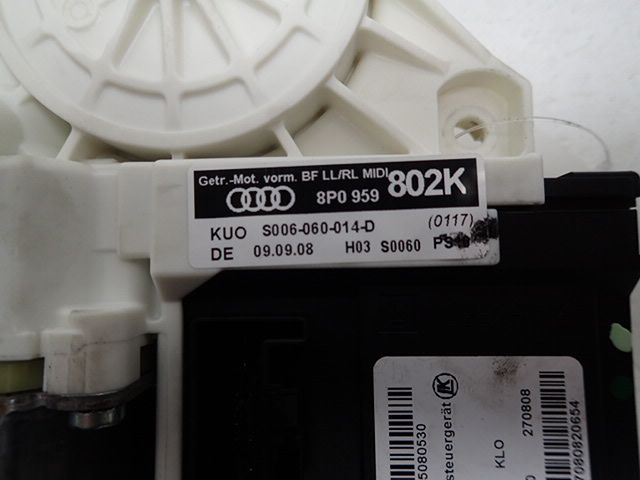 Getr.-Mot. vorm. BF LL/RL MIDI
8P0 959 802K
KUO S006-060-014-D (0117)
DE 09.09.08 H03 S0060
5080530
steuergerät
KLO 270808
7080820654